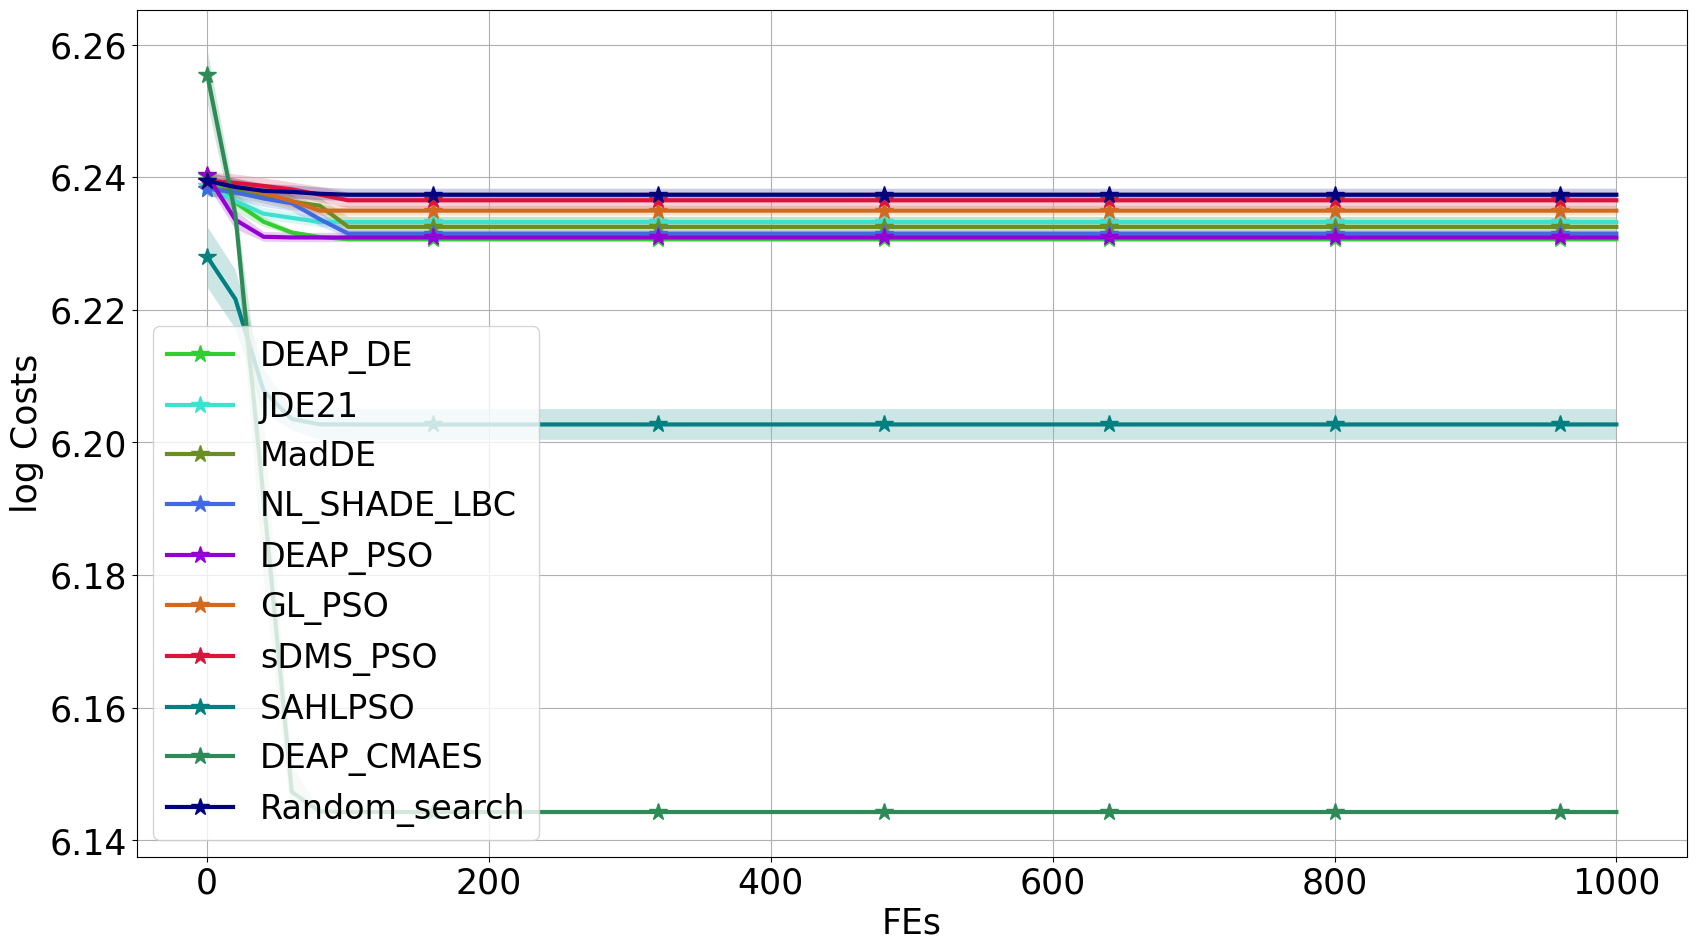 6.26
6.24
6.22
6.20
6.18
6.16
6.14
log Costs
DEAP_DE
JDE21
MadDE
NL_SHADE_LBC
DEAP_PSO
GL_PSO
sDMS_PSO
SAHLPSO
DEAP_CMAES
Random_search
0 200 400 600 800 1000
FEs